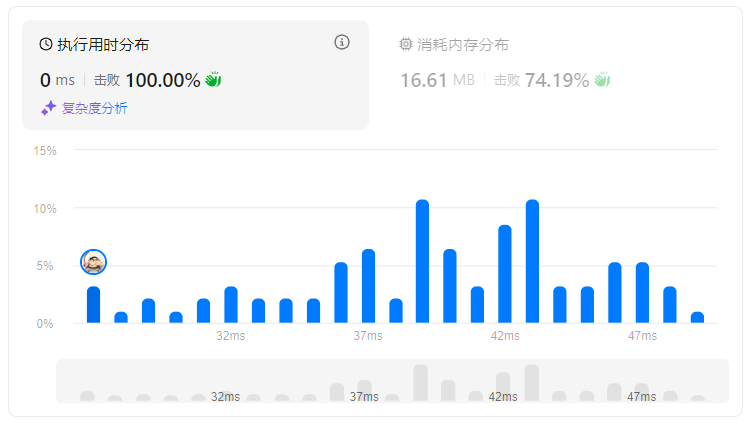 执行用时分布
0 ms 击败 100.00%
复杂度分析
消耗内存分布
16.61 MB 击败 74.19%
15%
10%
5%
0%
32ms 37ms 42ms 47ms
32ms 37ms 42ms 47ms